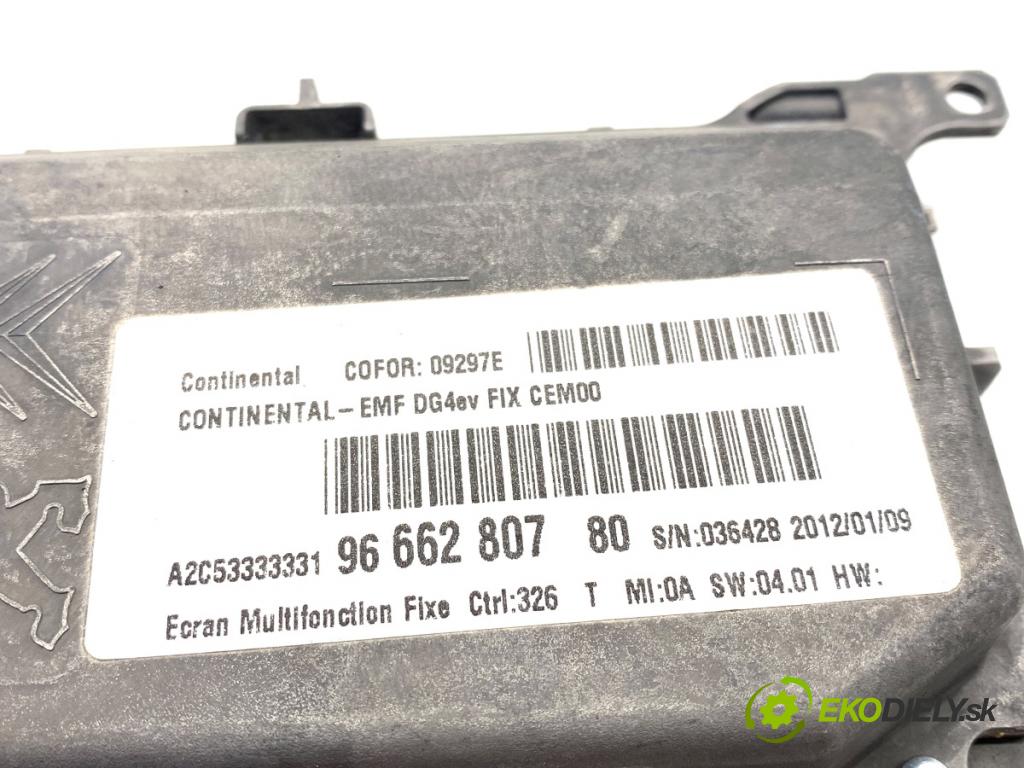 Continental COFOR: 09297E
CONTINENTAL-EMF DG4ev FIX CEM00
A2C53333331 96 662 807 80 S/N:036428 2012/01/09
Ecran Multifonction Fixe Ctrl:326 T MI:0A SW:04.01 HW:
EKODIELY.sk